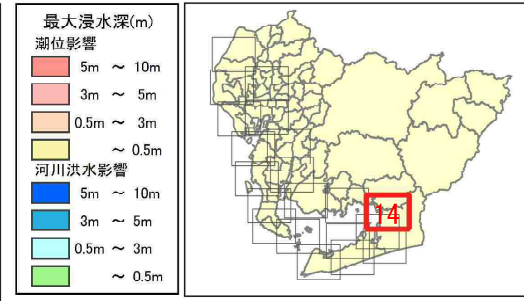 最大浸水深(m)
潮位影響
5m ～ 10m
3m ～ 5m
0.5m ～ 3m
～ 0.5m
河川洪水影響
5m ～ 10m
3m ～ 5m
0.5m ～ 3m
～ 0.5m
14